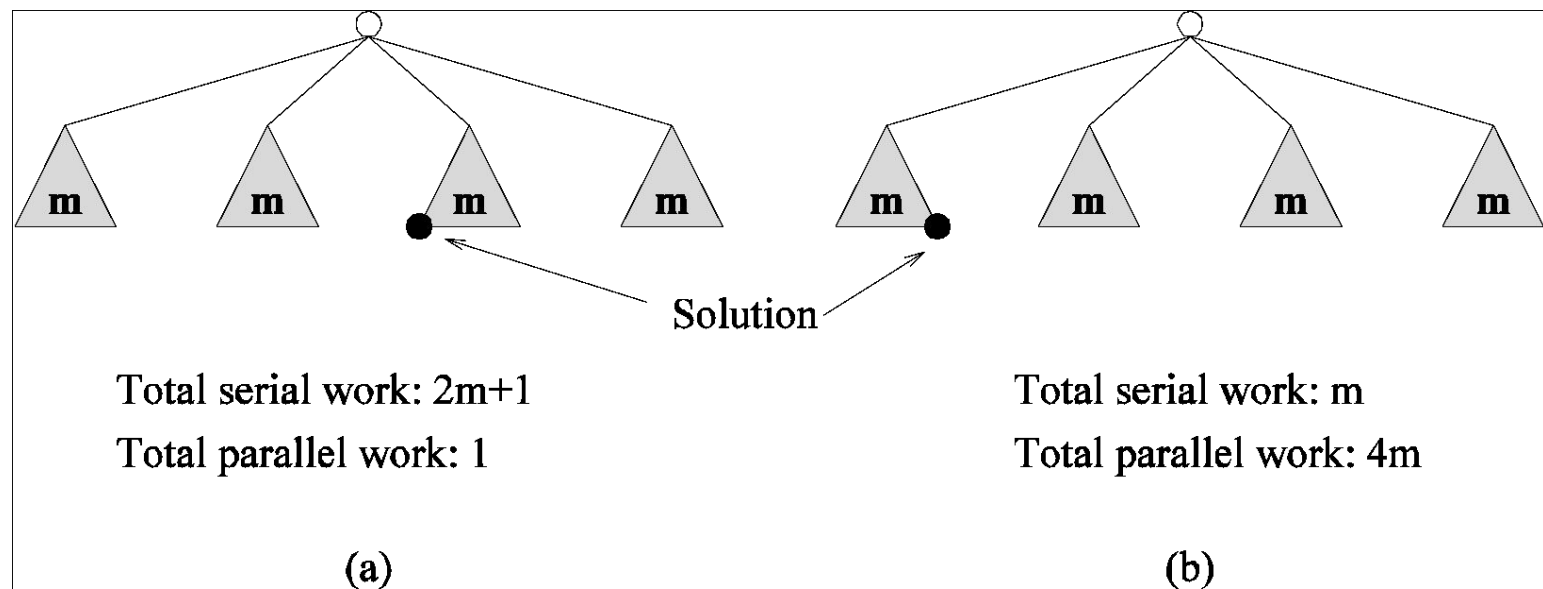 m m m m m m m m
Solution
Total serial work: 2m+1
Total parallel work: 1
Total serial work: m
Total parallel work: 4m
(a)
(b)